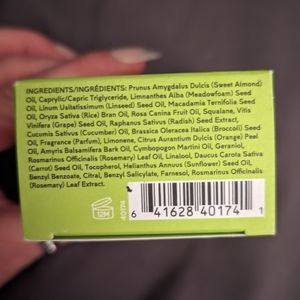 INGREDIENTS/INGRÉDIENTS: Prunus Amygdalus Dulcis (Sweet Almond)
Oil, Caprylic/Capric Triglyceride, Limnanthes Alba (Meadowfoam) Seed
Oil, Linum Usitatissimum (Linseed) Seed Oil, Macadamia Ternifolia Seed
Oil, Oryza Sativa (Rice) Bran Oil, Rosa Canina Fruit Oil, Squalane, Vitis
Vinifera (Grape) Seed Oil, Raphanus Sativus (Radish) Seed Extract,
Cucumis Sativus (Cucumber) Oil, Brassica Oleracea Italica (Broccoli) Seed
Oil, Fragrance (Parfum), Limonene, Citrus Aurantium Dulcis (Orange) Peel
Oil, Amyris Balsamifera Bark Oil, Cymbopogon Martini Oil, Geraniol,
Rosmarinus Officinalis (Rosemary) Leaf Oil, Linalool, Daucus Carota Sativa
(Carrot) Seed Oil, Tocopherol, Helianthus Annuus (Sunflower) Seed Oil,
Benzyl Benzoate, Citral, Benzyl Salicylate, Farnesol, Rosmarinus Officinalis
(Rosemary) Leaf Extract.
12M
40174
6 41628 40174 1